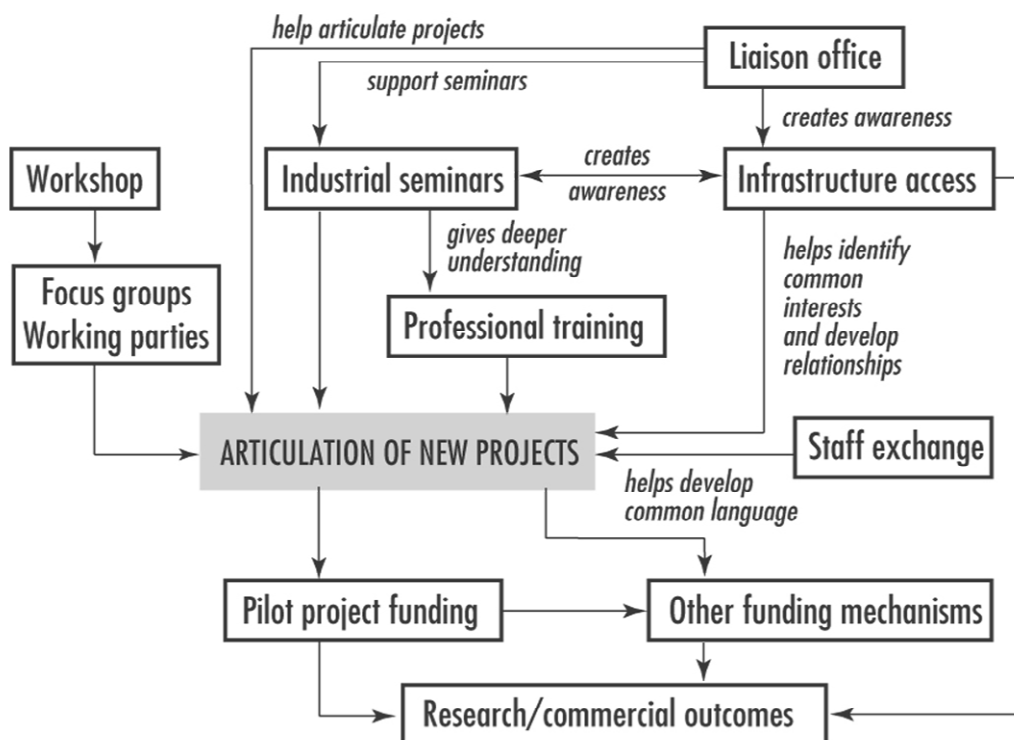 help articulate projects
Liaison office
support seminars
creates awareness
Workshop
Industrial seminars
creates
awareness
Infrastructure access
gives deeper
understanding
helps identify
common
interests
and develop
relationships
Focus groups
Working parties
Professional training
ARTICULATION OF NEW PROJECTS
Staff exchange
helps develop
common language
Pilot project funding
Other funding mechanisms
Research/commercial outcomes